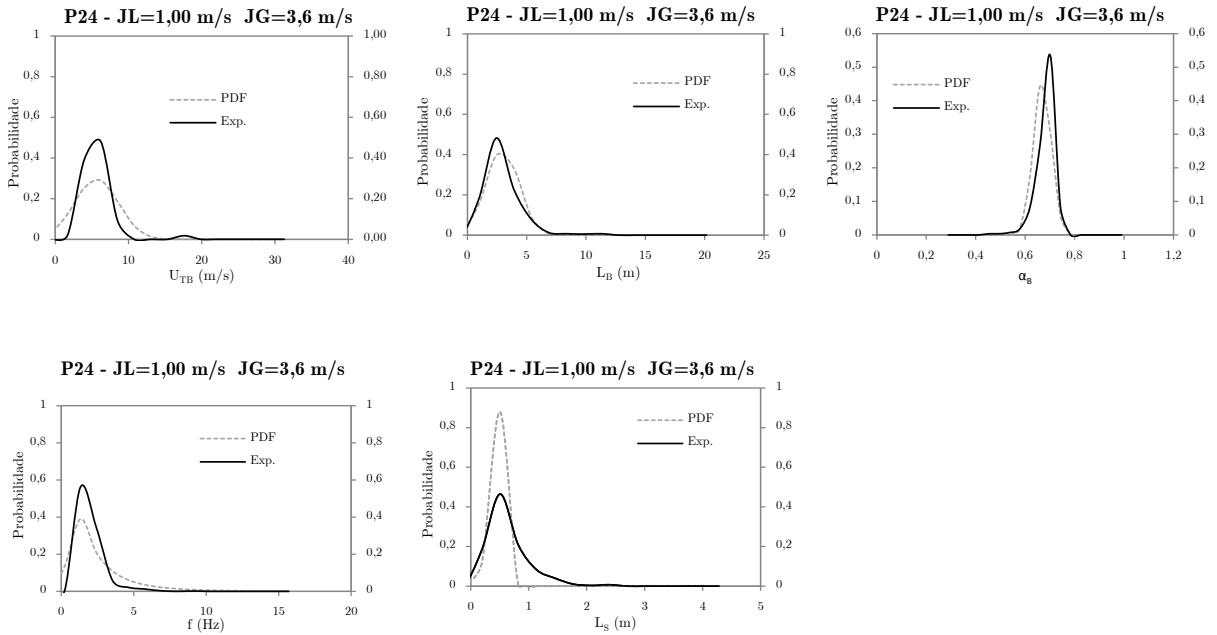 P24 - JL=1,00 m/s JG=3,6 m/s
1 1,00
0,8 0,80
0,6 0,60
0,4 0,40
0,2 0,20
0 0,00
Probabilidade
PDF
Exp.
0 10 20 30 40
U_TB (m/s)
P24 - JL=1,00 m/s JG=3,6 m/s
1 1
0,8 0,8
0,6 0,6
0,4 0,4
0,2 0,2
0 0
Probabilidade
PDF
Exp.
0 5 10 15 20 25
L_B (m)
P24 - JL=1,00 m/s JG=3,6 m/s
0,6 0,6
0,5 0,5
0,4 0,4
0,3 0,3
0,2 0,2
0,1 0,1
0 0
Probabilidade
PDF
Exp.
0 0,2 0,4 0,6 0,8 1 1,2
α_B
P24 - JL=1,00 m/s JG=3,6 m/s
1 1
0,8 0,8
0,6 0,6
0,4 0,4
0,2 0,2
0 0
Probabilidade
PDF
Exp.
0 5 10 15 20
f (Hz)
P24 - JL=1,00 m/s JG=3,6 m/s
1 1
0,8 0,8
0,6 0,6
0,4 0,4
0,2 0,2
0 0
Probabilidade
PDF
Exp.
0 1 2 3 4 5
L_S (m)